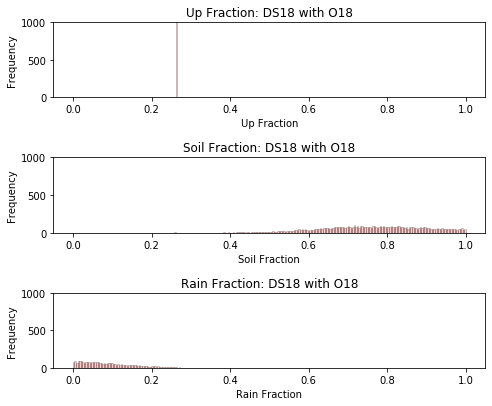 Up Fraction: DS18 with O18
1000
500
0
Frequency
0.0 0.2 0.4 0.6 0.8 1.0
Up Fraction
Soil Fraction: DS18 with O18
1000
500
0
Frequency
0.0 0.2 0.4 0.6 0.8 1.0
Soil Fraction
Rain Fraction: DS18 with O18
1000
500
0
Frequency
0.0 0.2 0.4 0.6 0.8 1.0
Rain Fraction